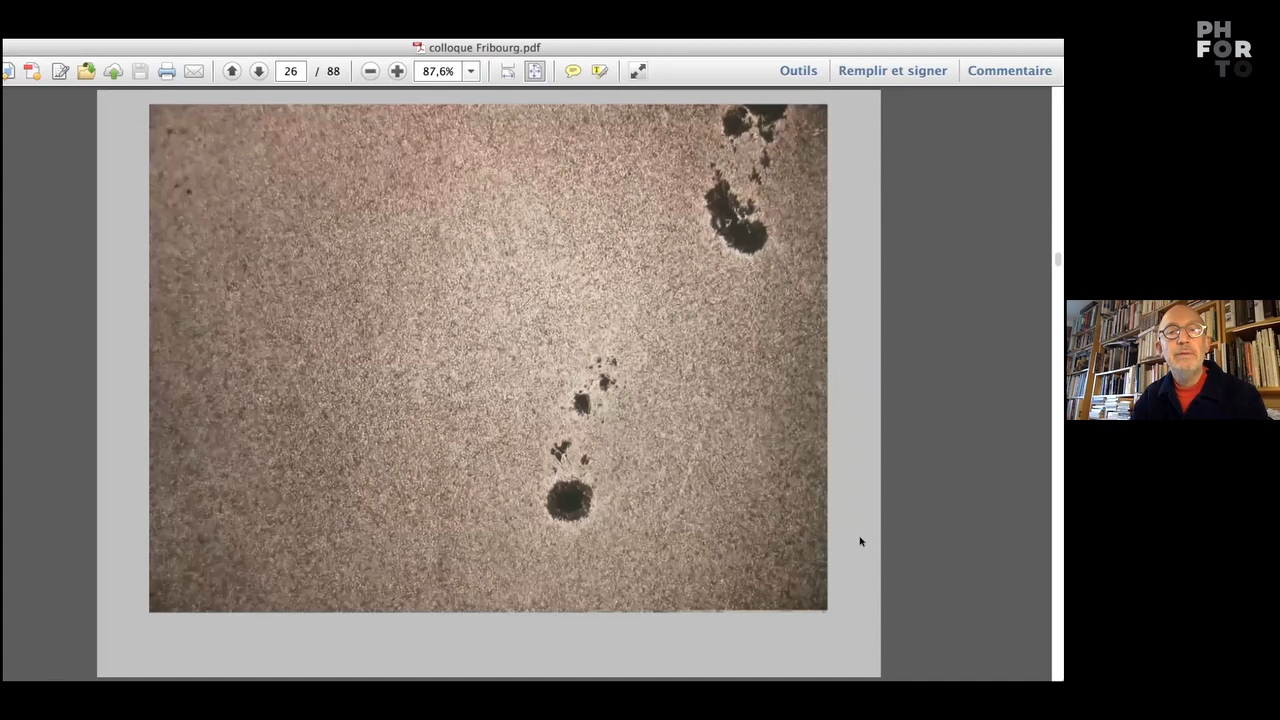 PH
FOR
TO
colloque Fribourg.pdf
26 / 88
87,6%
Outils
Remplir et signer
Commentaire